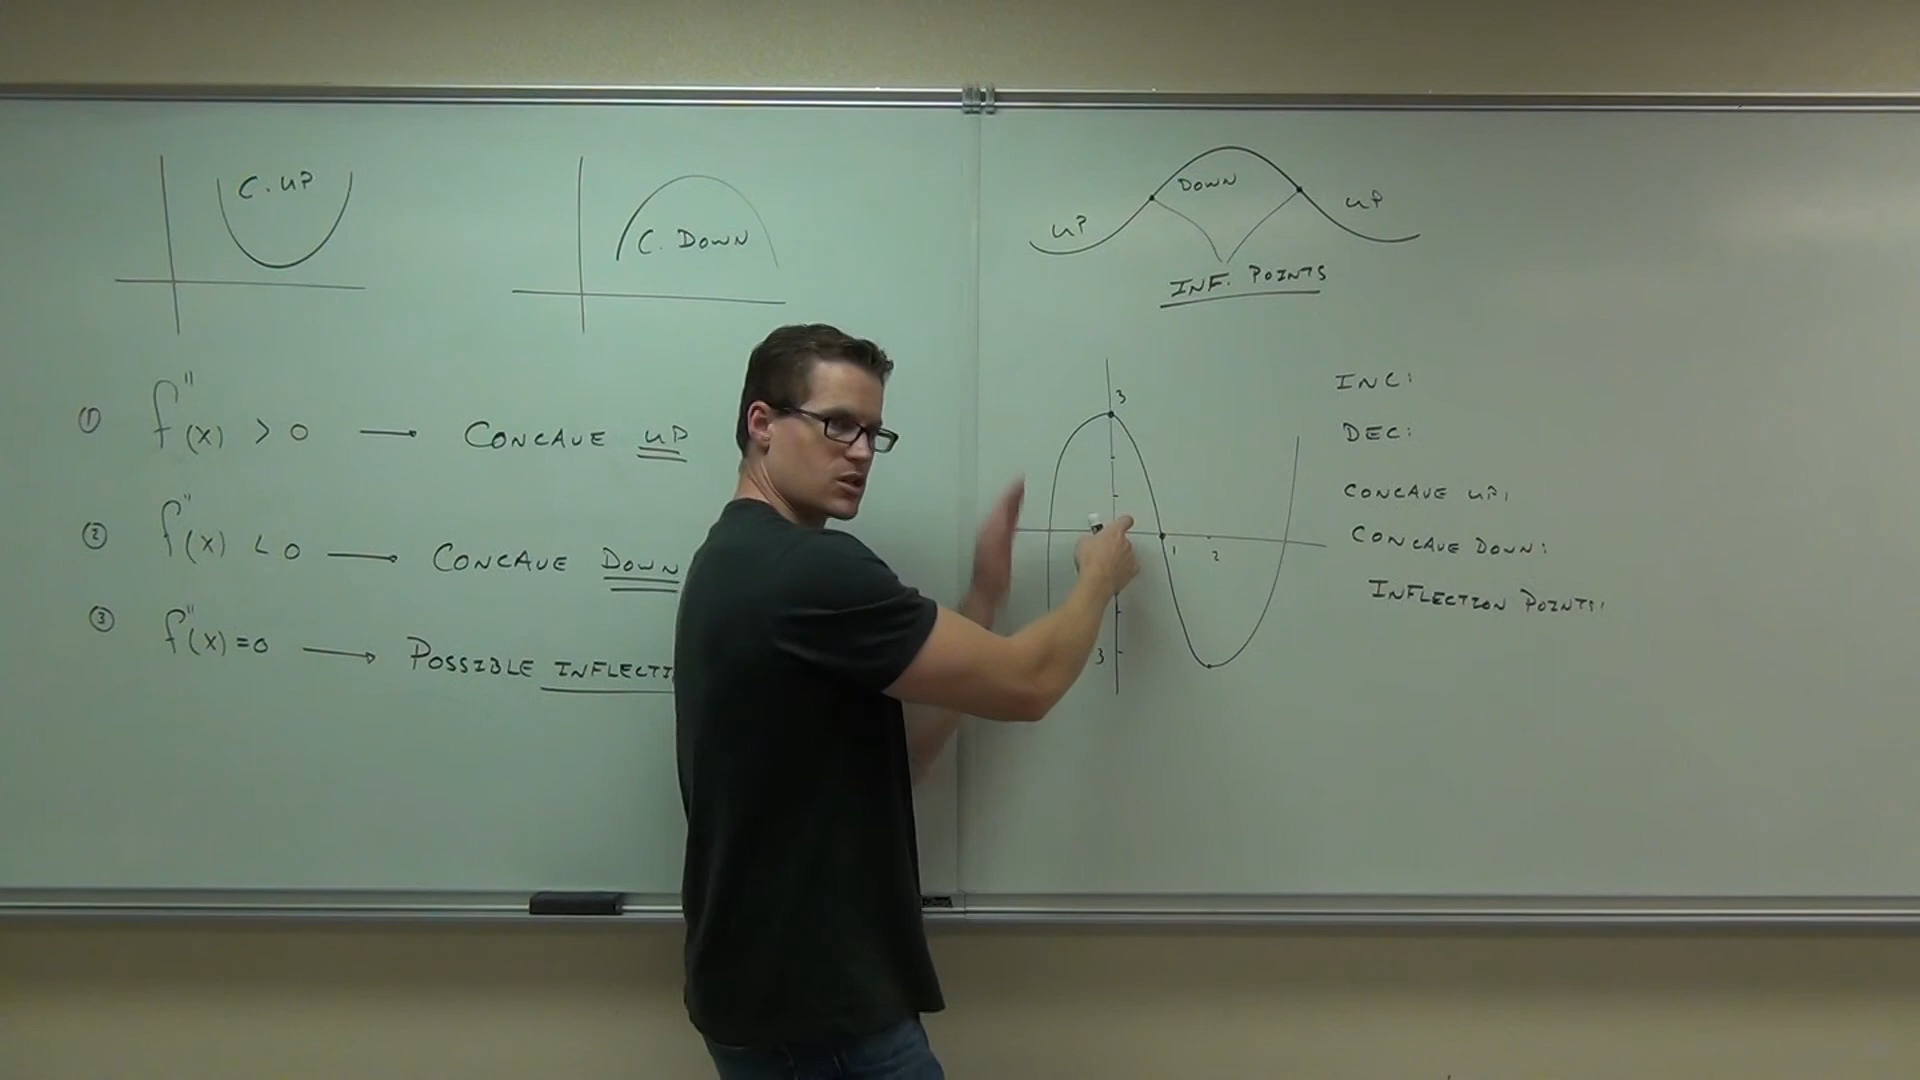 C. UP
C. DOWN
① f''(x) > 0 → CONCAVE UP
② f''(x) < 0 → CONCAVE DOWN
③ f''(x) = 0 → POSSIBLE
UP
DOWN
UP
INF. POINTS
3
1
2
3
INC:
DEC:
CONCAVE UP:
CONCAVE DOWN:
INFLECTION POINTS: